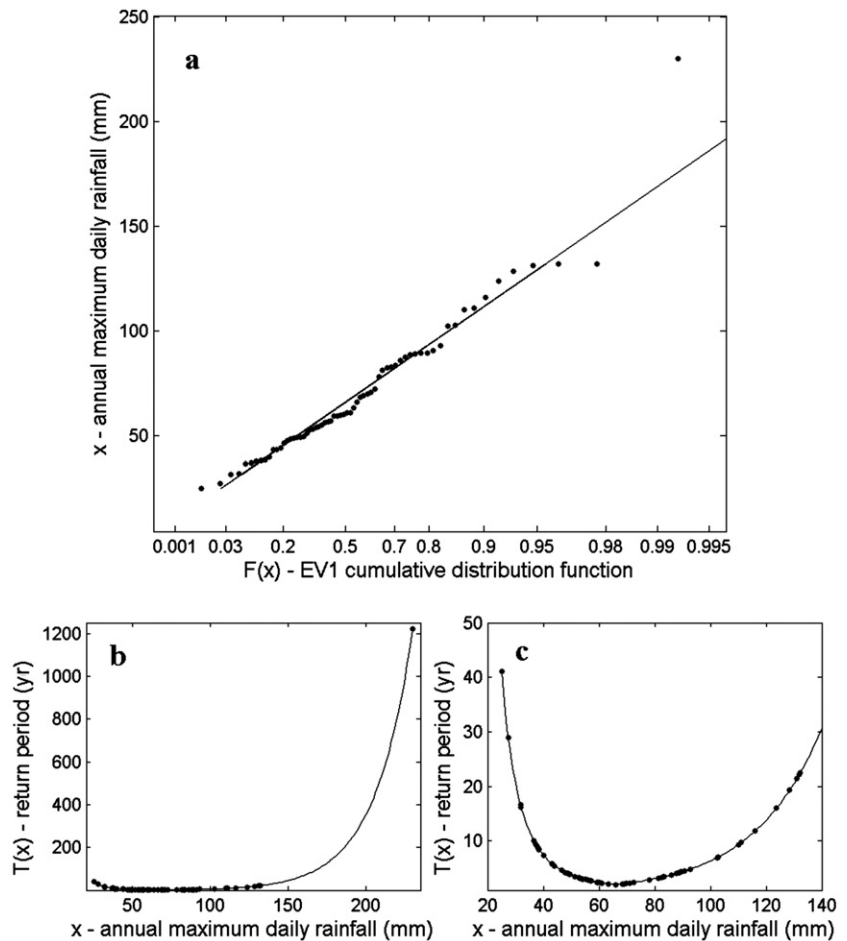 a
250
200
150
100
50
x - annual maximum daily rainfall (mm)
0.001 0.03 0.2 0.5 0.7 0.8 0.9 0.95 0.98 0.99 0.995
F(x) - EV1 cumulative distribution function
b
1200
1000
800
600
400
200
T(x) - return period (yr)
50 100 150 200
x - annual maximum daily rainfall (mm)
c
50
40
30
20
10
T(x) - return period (yr)
20 40 60 80 100 120 140
x - annual maximum daily rainfall (mm)